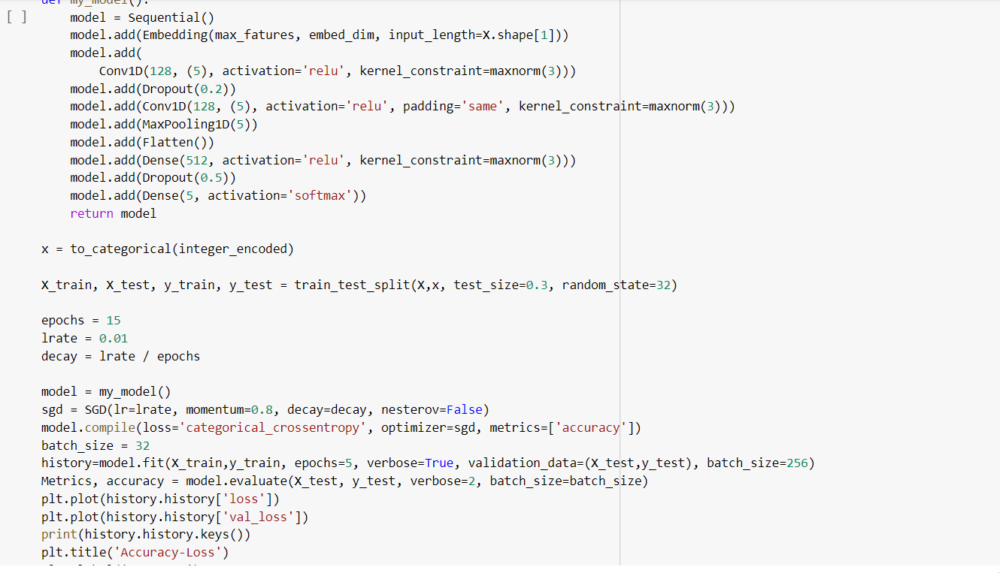 def my_model():
[ ]
    model = Sequential()
    model.add(Embedding(max_fatures, embed_dim, input_length=X.shape[1]))
    model.add(
        Conv1D(128, (5), activation='relu', kernel_constraint=maxnorm(3)))
    model.add(Dropout(0.2))
    model.add(Conv1D(128, (5), activation='relu', padding='same', kernel_constraint=maxnorm(3)))
    model.add(MaxPooling1D(5))
    model.add(Flatten())
    model.add(Dense(512, activation='relu', kernel_constraint=maxnorm(3)))
    model.add(Dropout(0.5))
    model.add(Dense(5, activation='softmax'))
    return model
x = to_categorical(integer_encoded)
X_train, X_test, y_train, y_test = train_test_split(X,x, test_size=0.3, random_state=32)
epochs = 15
lrate = 0.01
decay = lrate / epochs
model = my_model()
sgd = SGD(lr=lrate, momentum=0.8, decay=decay, nesterov=False)
model.compile(loss='categorical_crossentropy', optimizer=sgd, metrics=['accuracy'])
batch_size = 32
history=model.fit(X_train,y_train, epochs=5, verbose=True, validation_data=(X_test,y_test), batch_size=256)
Metrics, accuracy = model.evaluate(X_test, y_test, verbose=2, batch_size=batch_size)
plt.plot(history.history['loss'])
plt.plot(history.history['val_loss'])
print(history.history.keys())
plt.title('Accuracy-Loss')